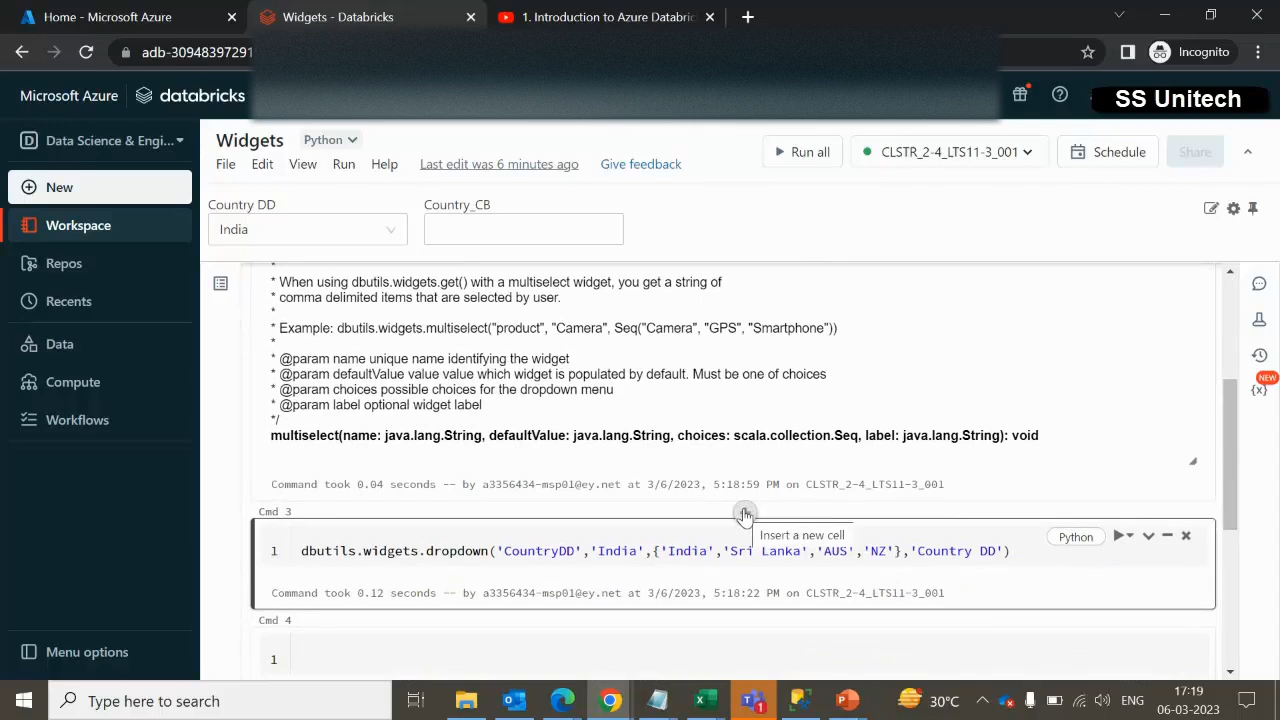 Home - Microsoft Azure
Widgets - Databricks
1. Introduction to Azure Databric
adb-30948397291
Incognito
Microsoft Azure
databricks
SS Unitech
Data Science & Engi...
Widgets
Python
Run all
CLSTR_2-4_LTS11-3_001
Schedule
Share
File
Edit
View
Run
Help
Last edit was 6 minutes ago
Give feedback
New
Workspace
Repos
Recents
Data
Compute
Workflows
Menu options
Country DD
Country_CB
India
*
* When using dbutils.widgets.get() with a multiselect widget, you get a string of
* comma delimited items that are selected by user.
*
* Example: dbutils.widgets.multiselect("product", "Camera", Seq("Camera", "GPS", "Smartphone"))
*
* @param name unique name identifying the widget
* @param defaultValue value value which widget is populated by default. Must be one of choices
* @param choices possible choices for the dropdown menu
* @param label optional widget label
*/
multiselect(name: java.lang.String, defaultValue: java.lang.String, choices: scala.collection.Seq, label: java.lang.String): void
Command took 0.04 seconds -- by a3356434-msp01@ey.net at 3/6/2023, 5:18:59 PM on CLSTR_2-4_LTS11-3_001
Cmd 3
Insert a new cell
Python
1 dbutils.widgets.dropdown('CountryDD','India',{'India','Sri Lanka','AUS','NZ'},'Country DD')
Command took 0.12 seconds -- by a3356434-msp01@ey.net at 3/6/2023, 5:18:22 PM on CLSTR_2-4_LTS11-3_001
Cmd 4
1
NEW
{x}
Type here to search
1
30°C
ENG
17:19
06-03-2023